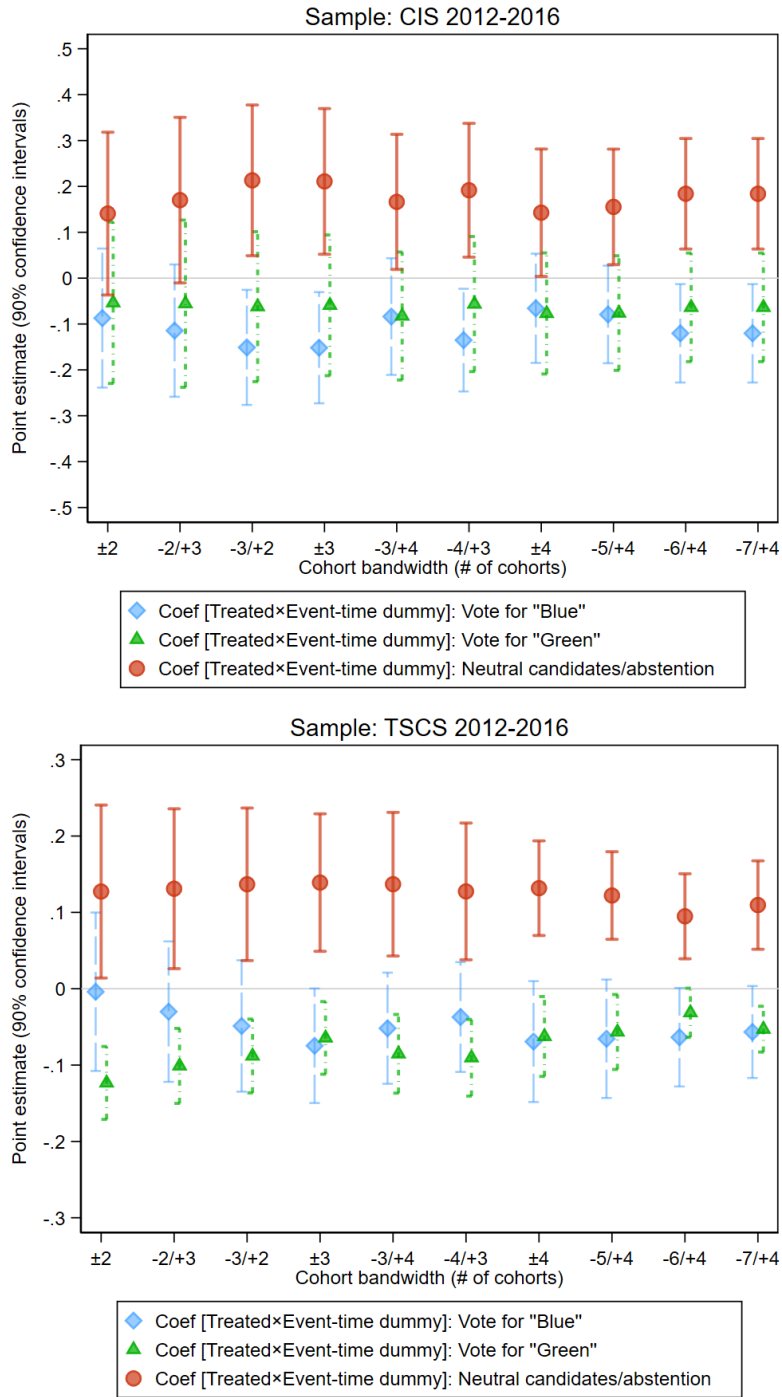 Sample: CIS 2012-2016
Point estimate (90% confidence intervals)
.5
.4
.3
.2
.1
0
-.1
-.2
-.3
-.4
-.5
±2 -2/+3 -3/+2 ±3 -3/+4 -4/+3 ±4 -5/+4 -6/+4 -7/+4
Cohort bandwidth (# of cohorts)
Coef [Treated×Event-time dummy]: Vote for "Blue"
Coef [Treated×Event-time dummy]: Vote for "Green"
Coef [Treated×Event-time dummy]: Neutral candidates/abstention
Sample: TSCS 2012-2016
Point estimate (90% confidence intervals)
.3
.2
.1
0
-.1
-.2
-.3
±2 -2/+3 -3/+2 ±3 -3/+4 -4/+3 ±4 -5/+4 -6/+4 -7/+4
Cohort bandwidth (# of cohorts)
Coef [Treated×Event-time dummy]: Vote for "Blue"
Coef [Treated×Event-time dummy]: Vote for "Green"
Coef [Treated×Event-time dummy]: Neutral candidates/abstention